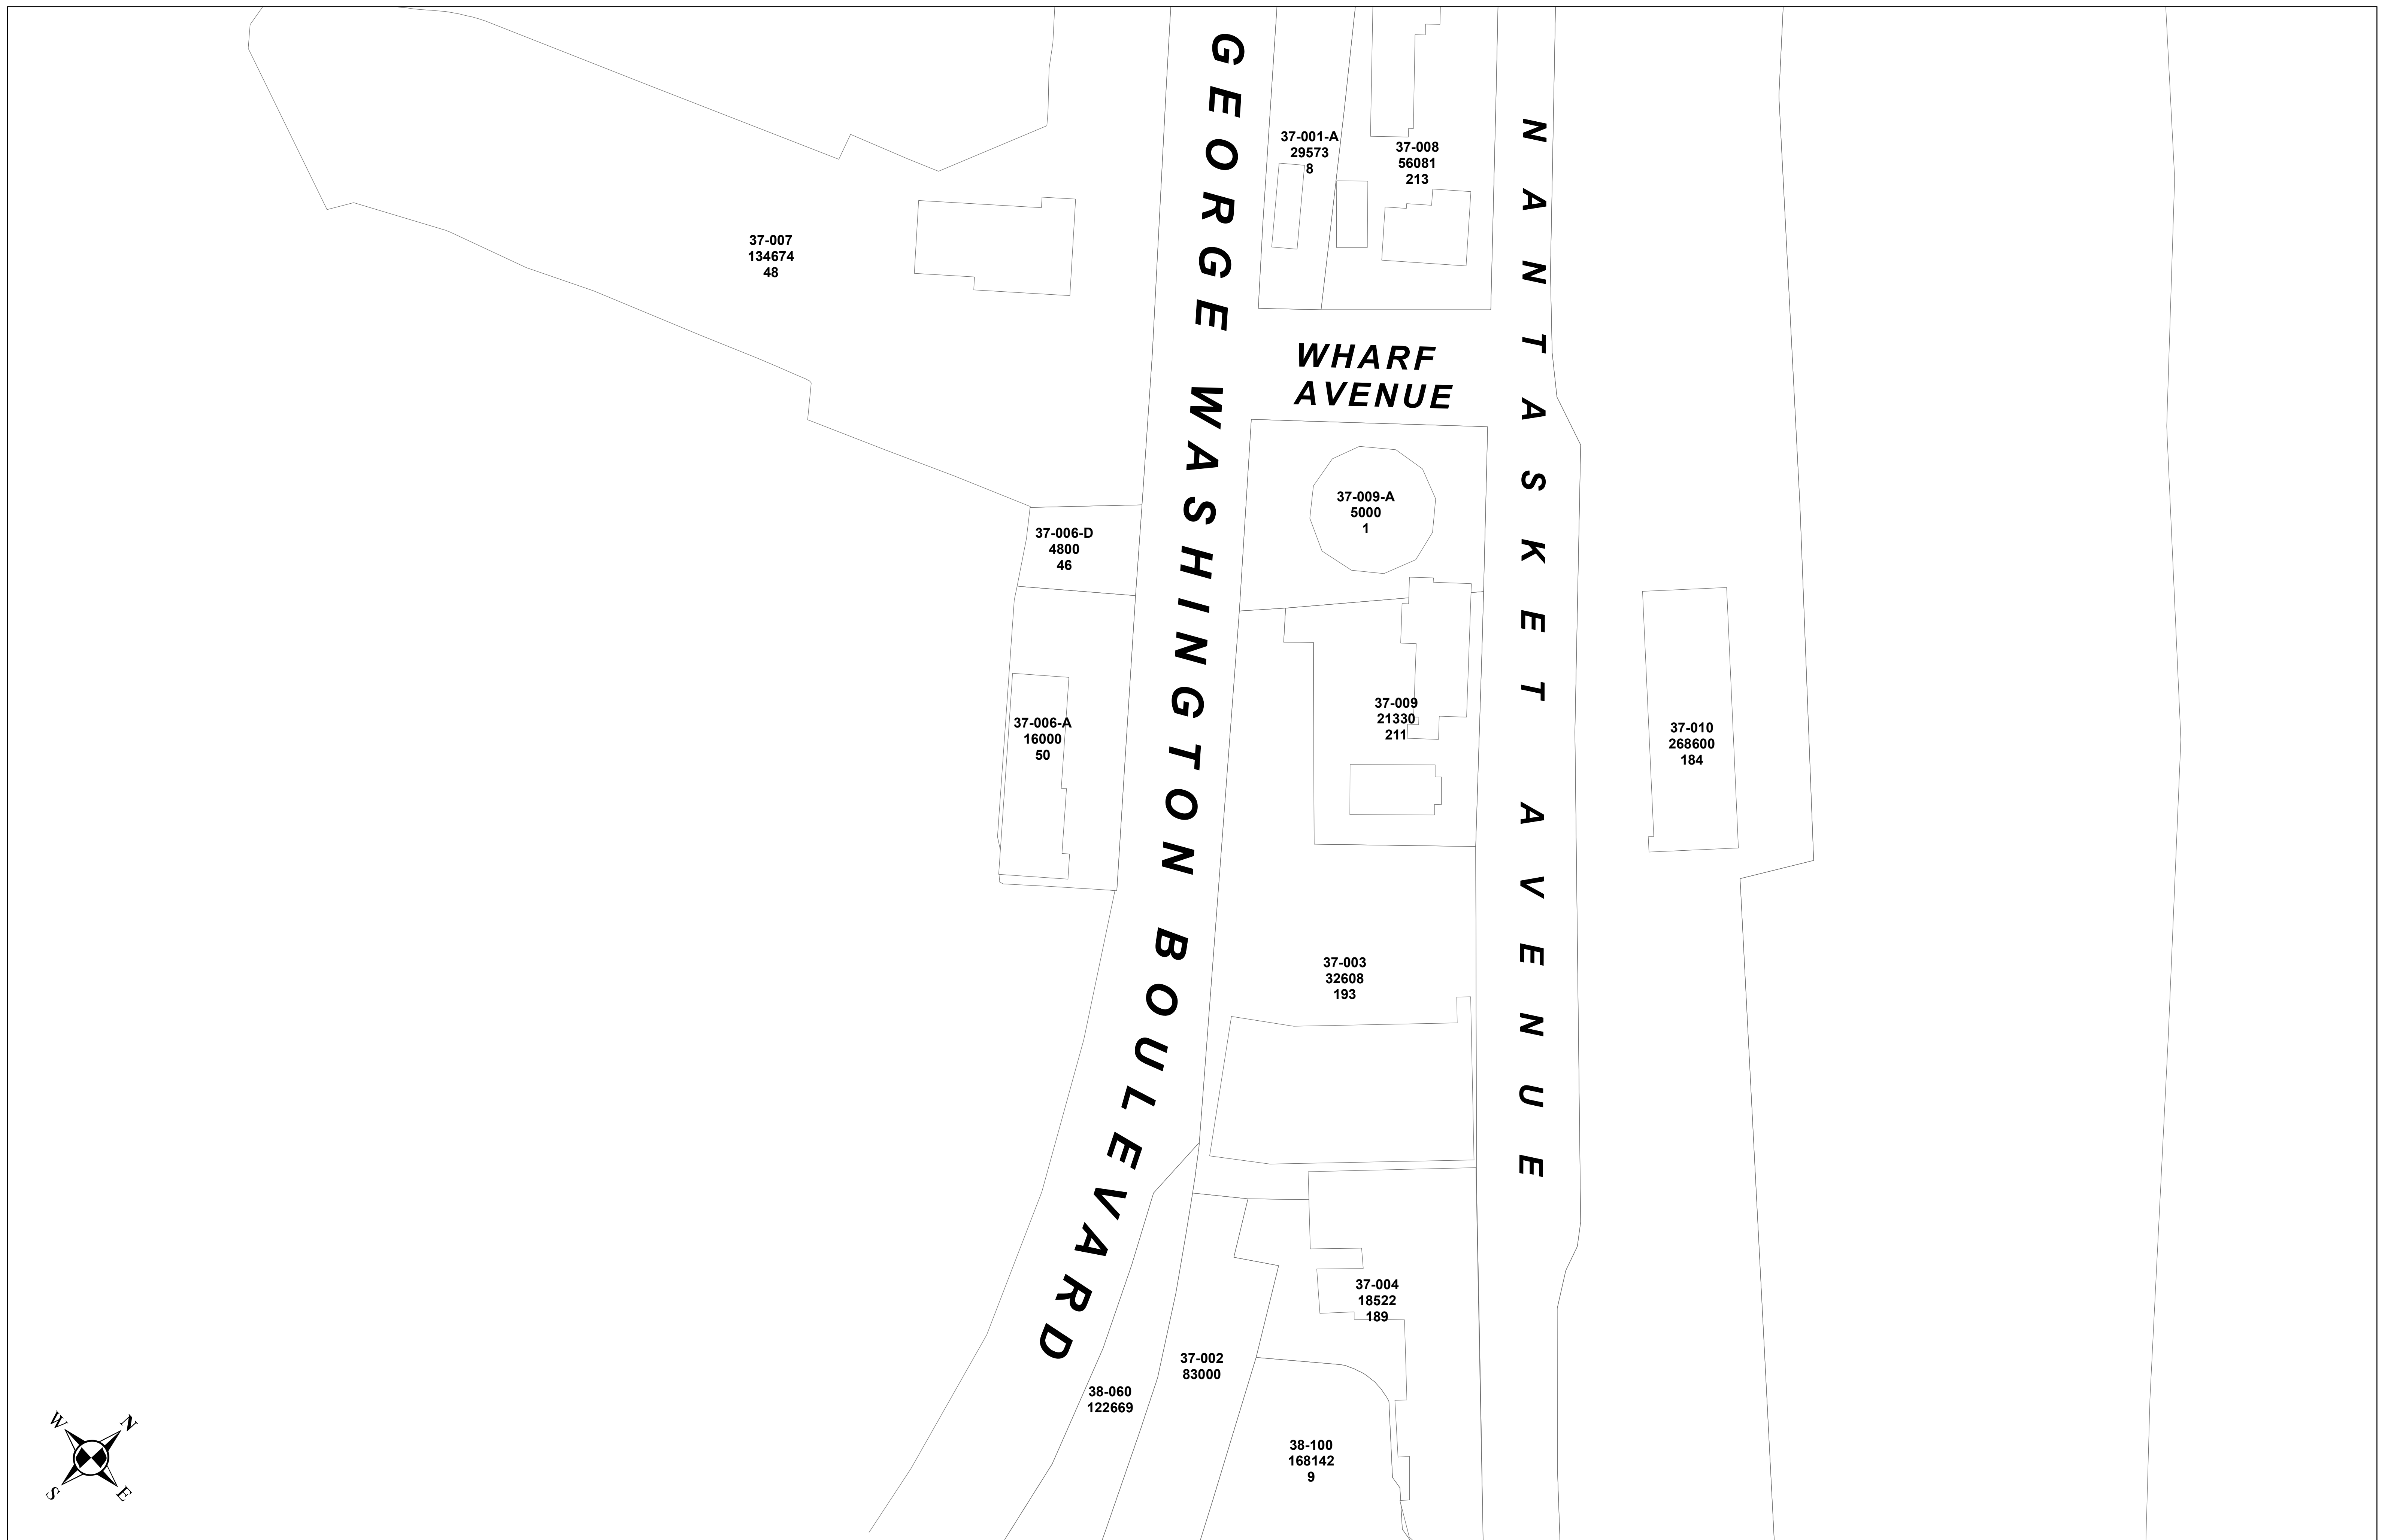 GEORGE WASHINGTON BOULEVARD
NANTASKET AVENUE
37-001-A
29573
8
37-008
56081
213
37-007
134674
48
WHARF
AVENUE
37-009-A
5000
1
37-006-D
4800
46
37-006-A
16000
50
37-009
21330
211
37-010
268600
184
37-003
32608
193
37-004
18522
189
37-002
83000
38-060
122669
38-100
168142
9
W
N
S
E